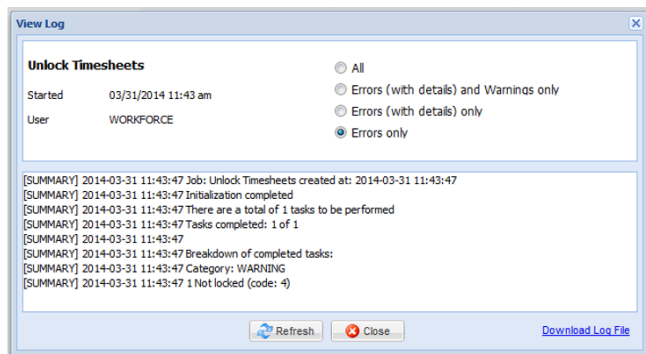 View Log
Unlock Timesheets
Started 03/31/2014 11:43 am
User WORKFORCE
All
Errors (with details) and Warnings only
Errors (with details) only
Errors only
[SUMMARY] 2014-03-31 11:43:47 Job: Unlock Timesheets created at: 2014-03-31 11:43:47
[SUMMARY] 2014-03-31 11:43:47 Initialization completed
[SUMMARY] 2014-03-31 11:43:47 There are a total of 1 tasks to be performed
[SUMMARY] 2014-03-31 11:43:47 Tasks completed: 1 of 1
[SUMMARY] 2014-03-31 11:43:47
[SUMMARY] 2014-03-31 11:43:47 Breakdown of completed tasks:
[SUMMARY] 2014-03-31 11:43:47 Category: WARNING
[SUMMARY] 2014-03-31 11:43:47 1 Not locked (code: 4)
Refresh Close Download Log File